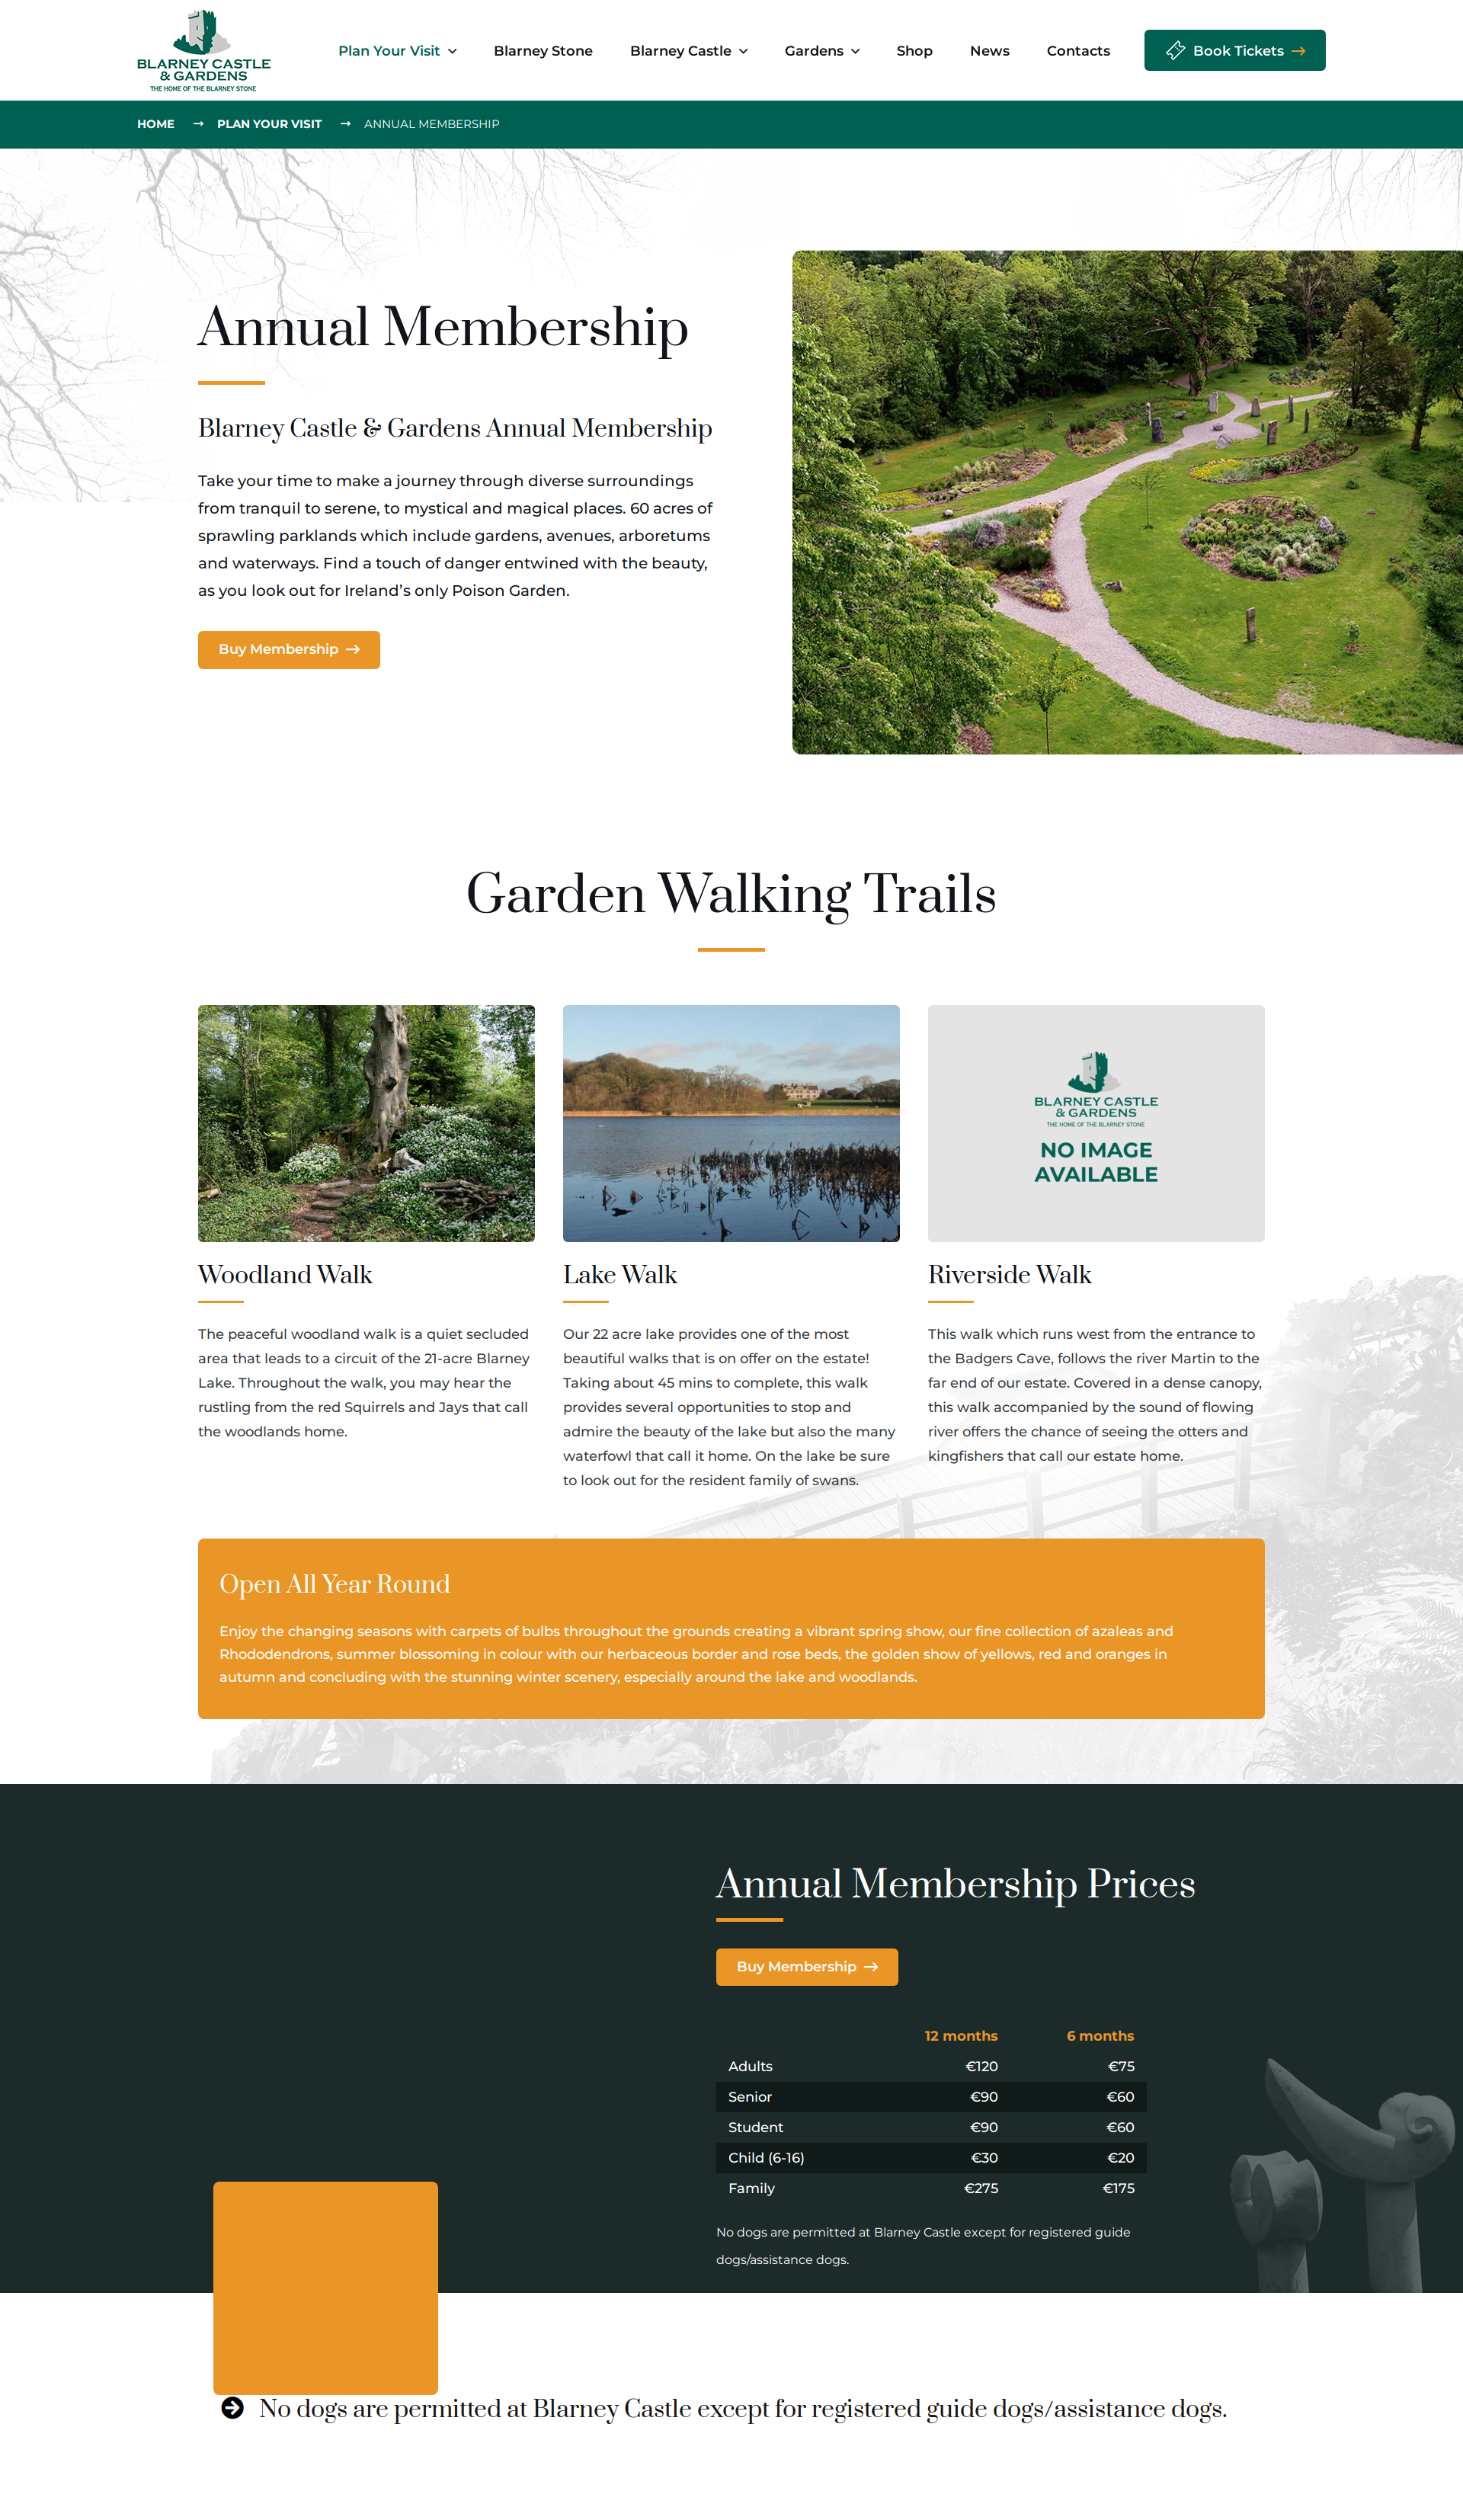 BLARNEY CASTLE
& GARDENS
THE HOME OF THE BLARNEY STONE
Plan Your Visit
Blarney Stone
Blarney Castle
Gardens
Shop
News
Contacts
Book Tickets
HOME → PLAN YOUR VISIT → ANNUAL MEMBERSHIP
Annual Membership
Blarney Castle & Gardens Annual Membership
Take your time to make a journey through diverse surroundings
from tranquil to serene, to mystical and magical places. 60 acres of
sprawling parklands which include gardens, avenues, arboretums
and waterways. Find a touch of danger entwined with the beauty,
as you look out for Ireland’s only Poison Garden.
Buy Membership →
Garden Walking Trails
BLARNEY CASTLE
& GARDENS
THE HOME OF THE BLARNEY STONE
NO IMAGE
AVAILABLE
Woodland Walk
The peaceful woodland walk is a quiet secluded
area that leads to a circuit of the 21-acre Blarney
Lake. Throughout the walk, you may hear the
rustling from the red Squirrels and Jays that call
the woodlands home.
Lake Walk
Our 22 acre lake provides one of the most
beautiful walks that is on offer on the estate!
Taking about 45 mins to complete, this walk
provides several opportunities to stop and
admire the beauty of the lake but also the many
waterfowl that call it home. On the lake be sure
to look out for the resident family of swans.
Riverside Walk
This walk which runs west from the entrance to
the Badgers Cave, follows the river Martin to the
far end of our estate. Covered in a dense canopy,
this walk accompanied by the sound of flowing
river offers the chance of seeing the otters and
kingfishers that call our estate home.
Open All Year Round
Enjoy the changing seasons with carpets of bulbs throughout the grounds creating a vibrant spring show, our fine collection of azaleas and
Rhododendrons, summer blossoming in colour with our herbaceous border and rose beds, the golden show of yellows, red and oranges in
autumn and concluding with the stunning winter scenery, especially around the lake and woodlands.
Annual Membership Prices
Buy Membership →
12 months 6 months
Adults €120 €75
Senior €90 €60
Student €90 €60
Child (6-16) €30 €20
Family €275 €175
No dogs are permitted at Blarney Castle except for registered guide
dogs/assistance dogs.
No dogs are permitted at Blarney Castle except for registered guide dogs/assistance dogs.